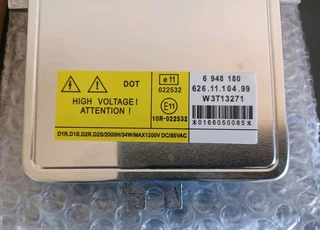 DOT
HIGH VOLTAGE!
ATTENTION !
e11
022532
E11
10R-022532
6 948 180
626.11.104.99
W3T13271
*0166050085*
D1R.D1S.D2R.D2S/2000H/34W/MAX1200V DC/85VAC